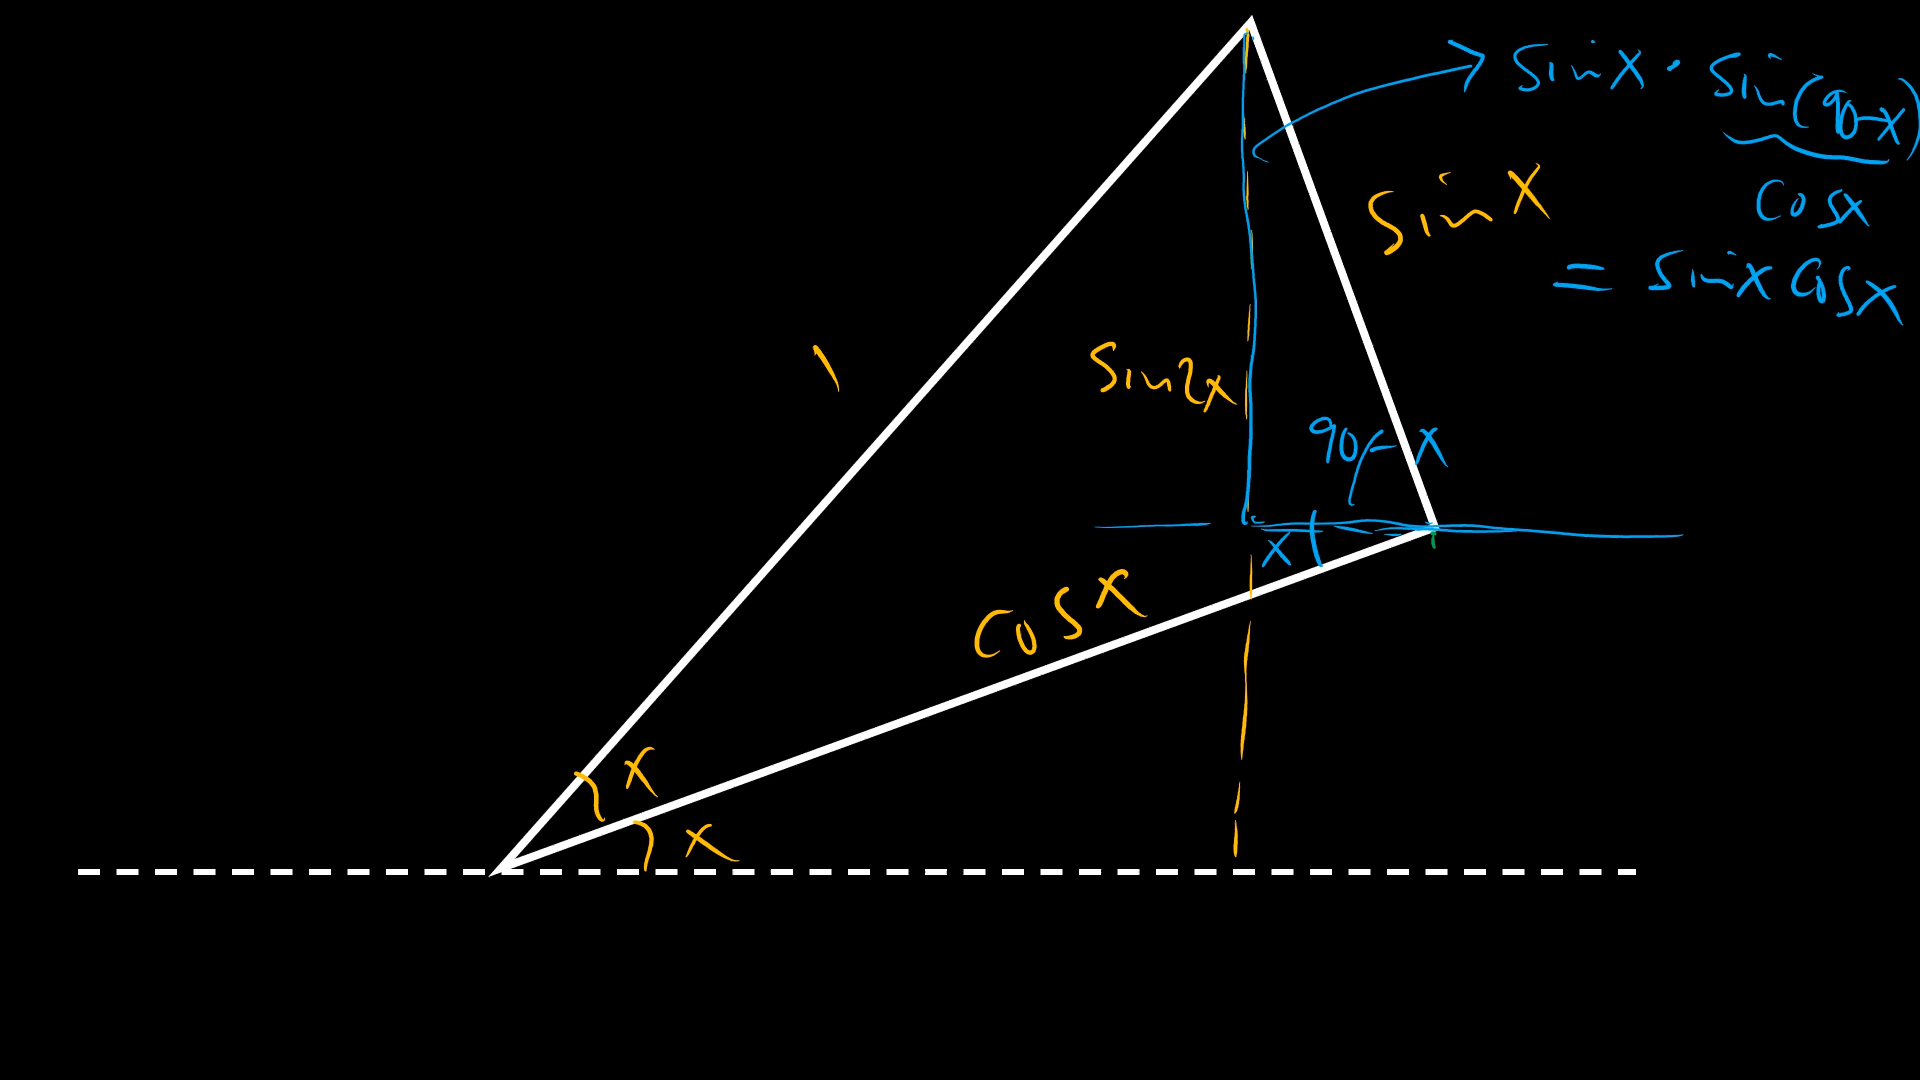 sinx · sin(90-x)
cosx
= sinx cosx
sinx
1
sin2x
90-x
x
cosx
x
x